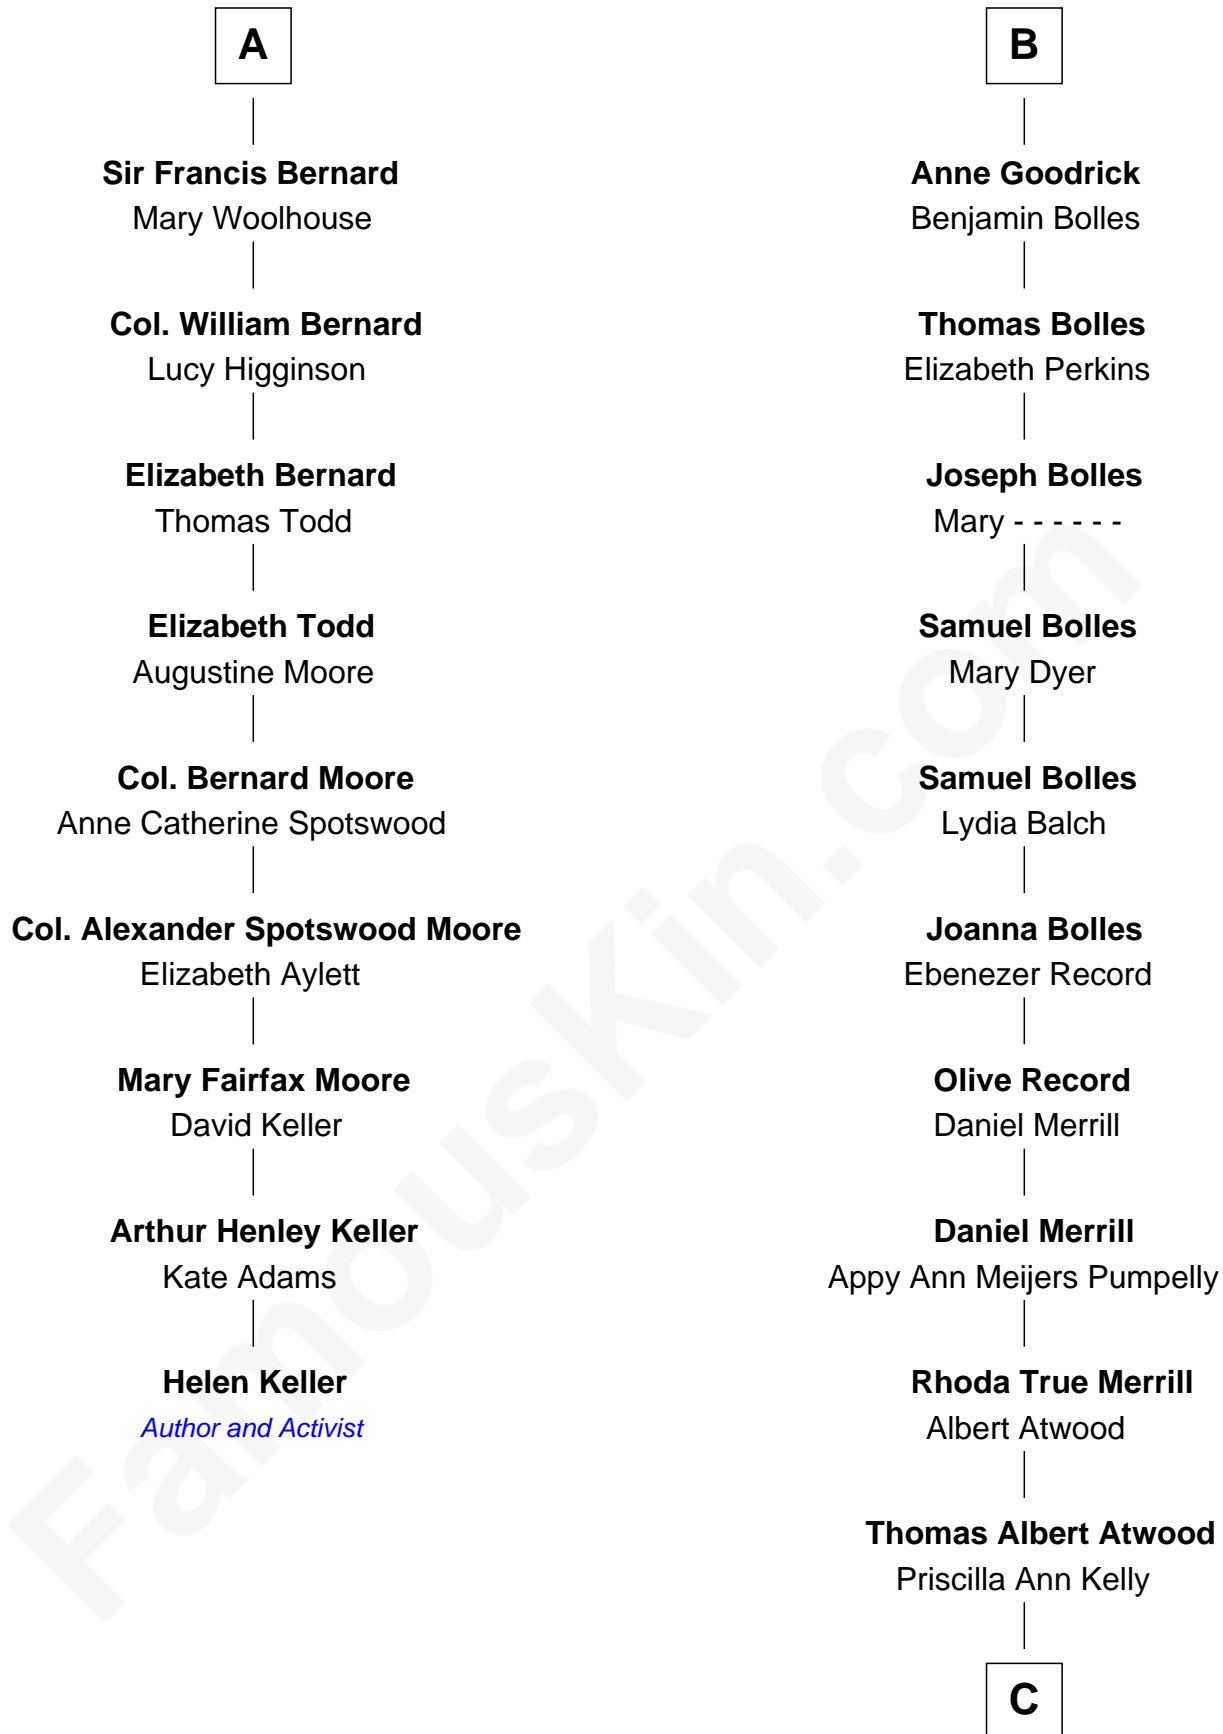 A
Sir Francis Bernard
Mary Woolhouse
Col. William Bernard
Lucy Higginson
Elizabeth Bernard
Thomas Todd
Elizabeth Todd
Augustine Moore
Col. Bernard Moore
Anne Catherine Spotswood
Col. Alexander Spotswood Moore
Elizabeth Aylett
Mary Fairfax Moore
David Keller
Arthur Henley Keller
Kate Adams
Helen Keller
Author and Activist
B
Anne Goodrick
Benjamin Bolles
Thomas Bolles
Elizabeth Perkins
Joseph Bolles
Mary - - - - - -
Samuel Bolles
Mary Dyer
Samuel Bolles
Lydia Balch
Joanna Bolles
Ebenezer Record
Olive Record
Daniel Merrill
Daniel Merrill
Appy Ann Meijers Pumpelly
Rhoda True Merrill
Albert Atwood
Thomas Albert Atwood
Priscilla Ann Kelly
C
FamousKin.com